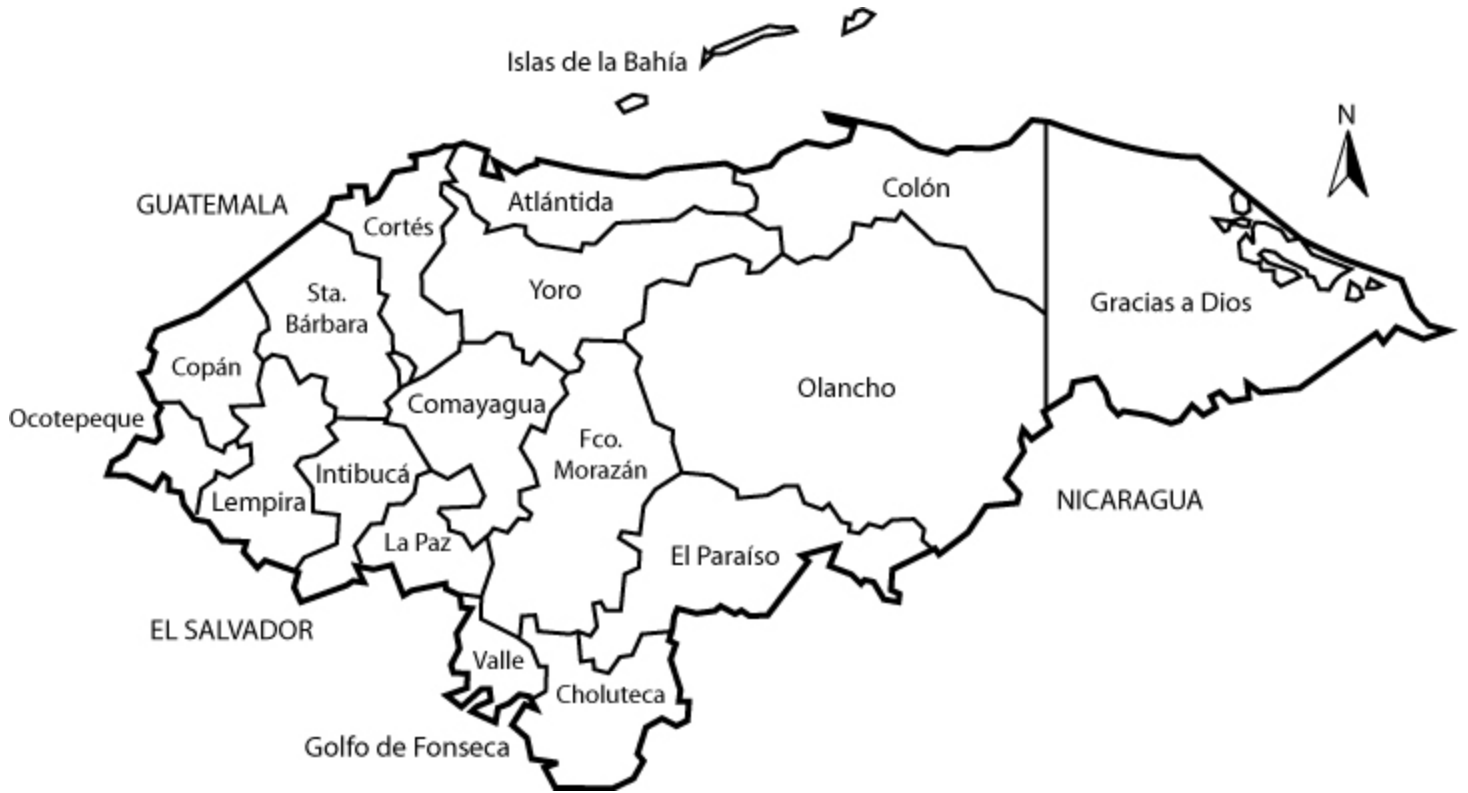 Islas de la Bahía
N
GUATEMALA
Cortés
Atlántida
Colón
Sta.
Bárbara
Yoro
Gracias a Dios
Copán
Ocotepeque
Comayagua
Olancho
Fco.
Morazán
Intibucá
Lempira
NICARAGUA
La Paz
El Paraíso
EL SALVADOR
Valle
Choluteca
Golfo de Fonseca